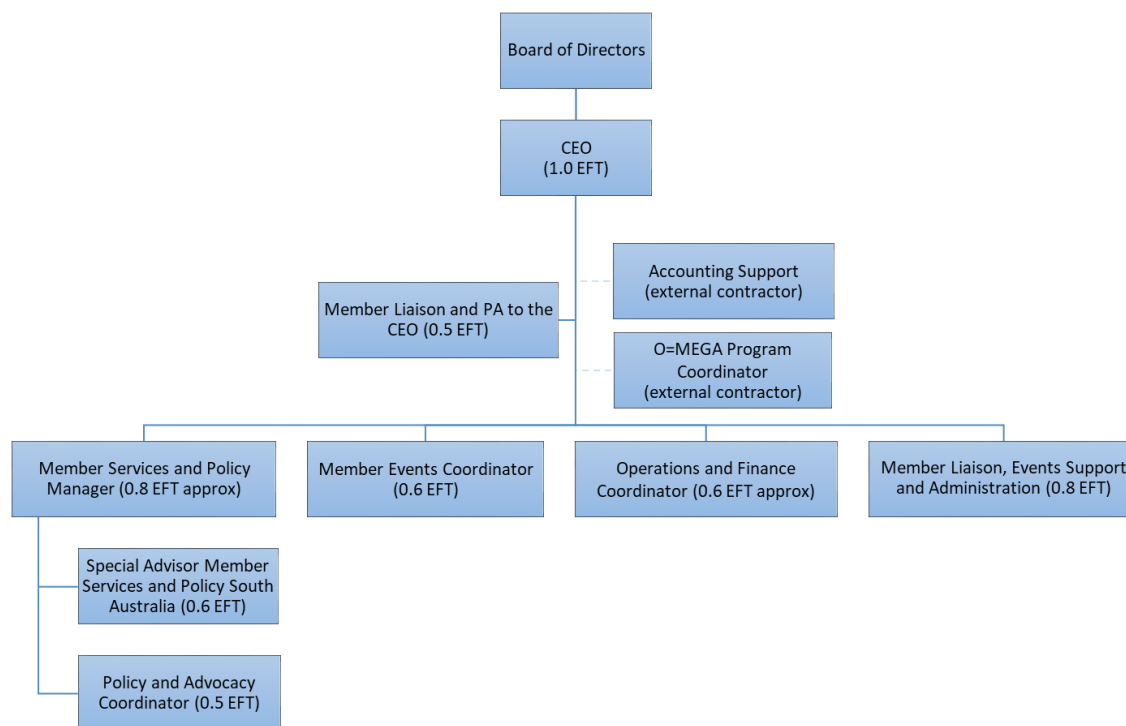 Board of Directors
CEO
(1.0 EFT)
Accounting Support
(external contractor)
Member Liaison and PA to the
CEO (0.5 EFT)
O=MEGA Program
Coordinator
(external contractor)
Member Services and Policy
Manager (0.8 EFT approx)
Member Events Coordinator
(0.6 EFT)
Operations and Finance
Coordinator (0.6 EFT approx)
Member Liaison, Events Support
and Administration (0.8 EFT)
Special Advisor Member
Services and Policy South
Australia (0.6 EFT)
Policy and Advocacy
Coordinator (0.5 EFT)